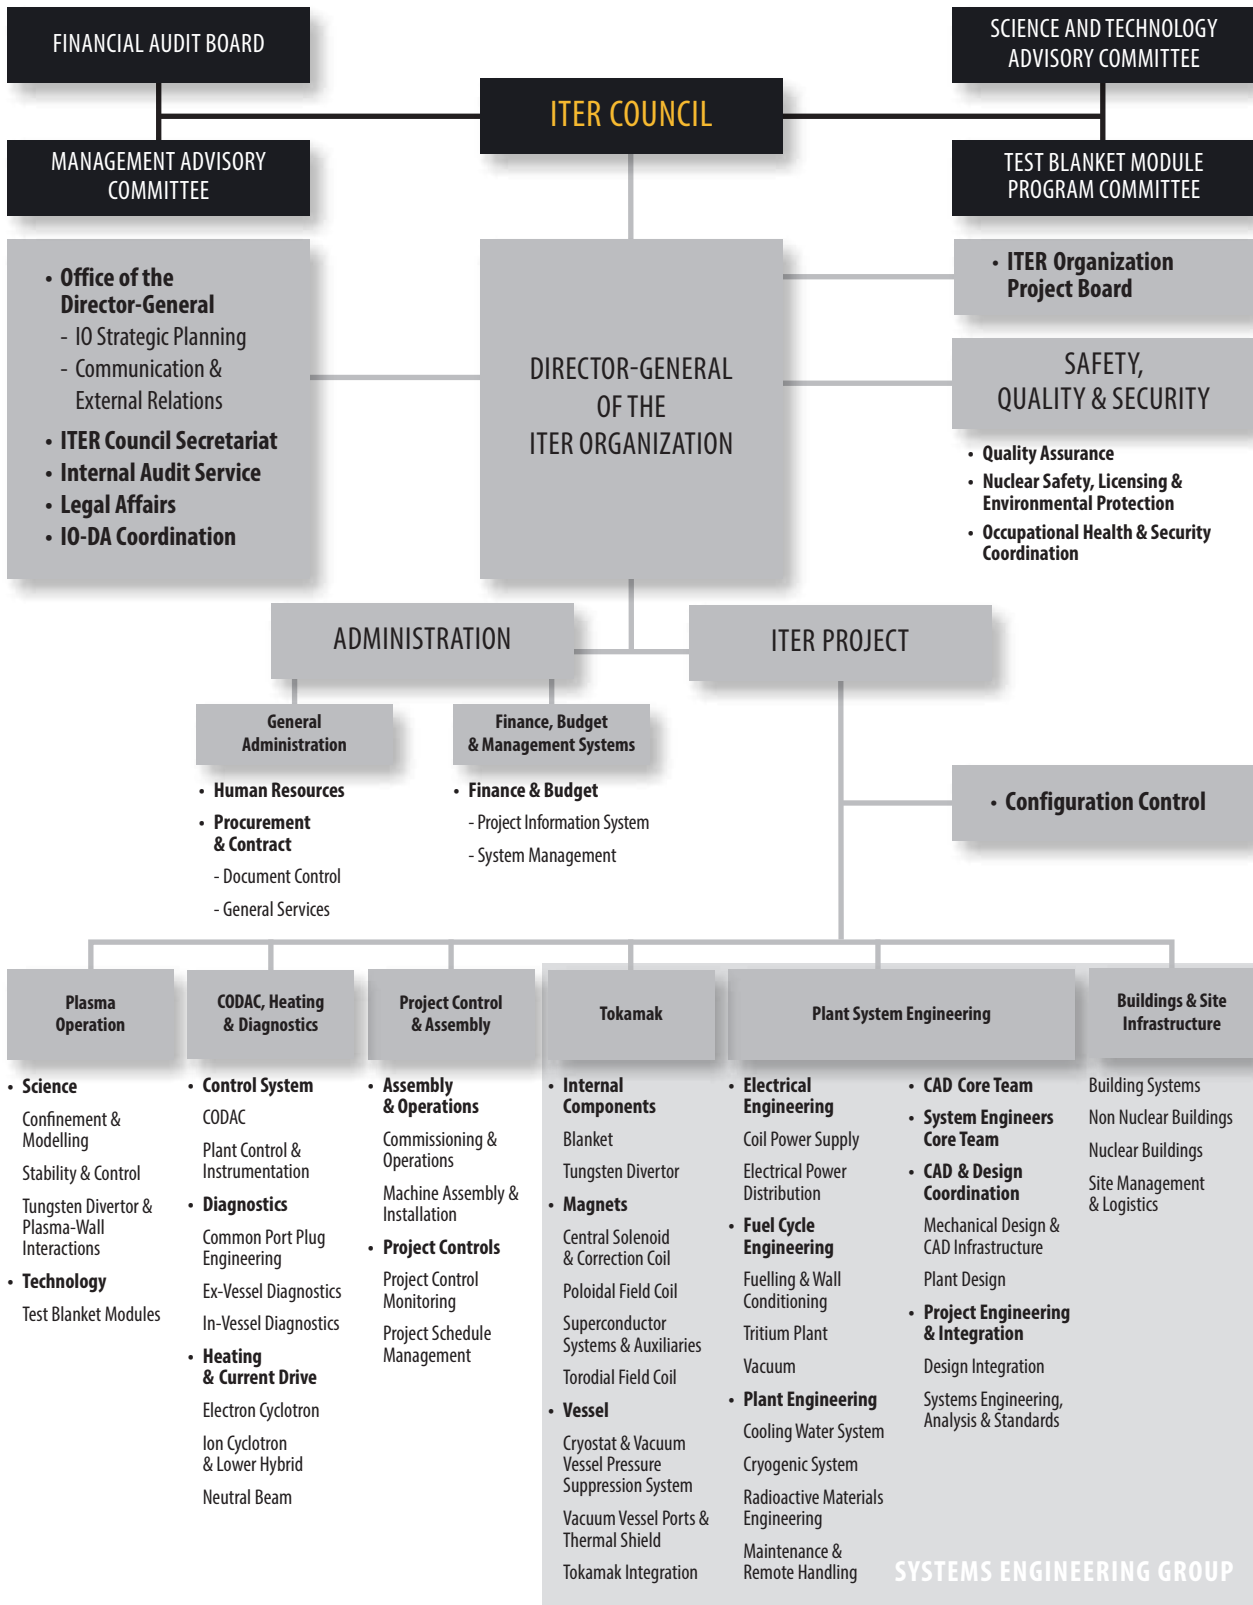 FINANCIAL AUDIT BOARD
SCIENCE AND TECHNOLOGY
ADVISORY COMMITTEE
ITER COUNCIL
MANAGEMENT ADVISORY
COMMITTEE
TEST BLANKET MODULE
PROGRAM COMMITTEE
• Office of the
Director-General
- IO Strategic Planning
- Communication &
External Relations
• ITER Council Secretariat
• Internal Audit Service
• Legal Affairs
• IO-DA Coordination
DIRECTOR-GENERAL
OF THE
ITER ORGANIZATION
• ITER Organization
Project Board
SAFETY,
QUALITY & SECURITY
• Quality Assurance
• Nuclear Safety, Licensing &
Environmental Protection
• Occupational Health & Security
Coordination
ADMINISTRATION
ITER PROJECT
General
Administration
• Human Resources
• Procurement
& Contract
- Document Control
- General Services
Finance, Budget
& Management Systems
• Finance & Budget
- Project Information System
- System Management
• Configuration Control
Plasma
Operation
• Science
Confinement &
Modelling
Stability & Control
Tungsten Divertor &
Plasma-Wall
Interactions
• Technology
Test Blanket Modules
CODAC, Heating
& Diagnostics
• Control System
CODAC
Plant Control &
Instrumentation
• Diagnostics
Common Port Plug
Engineering
Ex-Vessel Diagnostics
In-Vessel Diagnostics
• Heating
& Current Drive
Electron Cyclotron
Ion Cyclotron
& Lower Hybrid
Neutral Beam
Project Control
& Assembly
• Assembly
& Operations
Commissioning &
Operations
Machine Assembly &
Installation
• Project Controls
Project Control
Monitoring
Project Schedule
Management
Tokamak
• Internal
Components
Blanket
Tungsten Divertor
• Magnets
Central Solenoid
& Correction Coil
Poloidal Field Coil
Superconductor
Systems & Auxiliaries
Torodial Field Coil
• Vessel
Cryostat & Vacuum
Vessel Pressure
Suppression System
Vacuum Vessel Ports &
Thermal Shield
Tokamak Integration
Plant System Engineering
• Electrical
Engineering
Coil Power Supply
Electrical Power
Distribution
• Fuel Cycle
Engineering
Fuelling & Wall
Conditioning
Tritium Plant
Vacuum
• Plant Engineering
Cooling Water System
Cryogenic System
Radioactive Materials
Engineering
Maintenance &
Remote Handling
• CAD Core Team
• System Engineers
Core Team
• CAD & Design
Coordination
Mechanical Design &
CAD Infrastructure
Plant Design
• Project Engineering
& Integration
Design Integration
Systems Engineering,
Analysis & Standards
Buildings & Site
Infrastructure
Building Systems
Non Nuclear Buildings
Nuclear Buildings
Site Management
& Logistics
SYSTEMS ENGINEERING GROUP